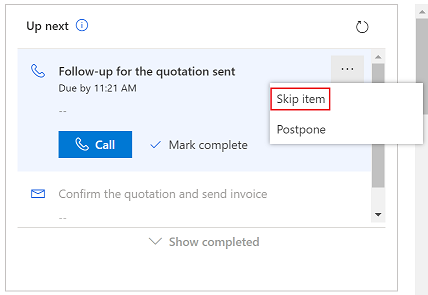 Up next
Follow-up for the quotation sent
...
Due by 11:21 AM
Skip item
--
Postpone
Call
Mark complete
Confirm the quotation and send invoice
--
Show completed